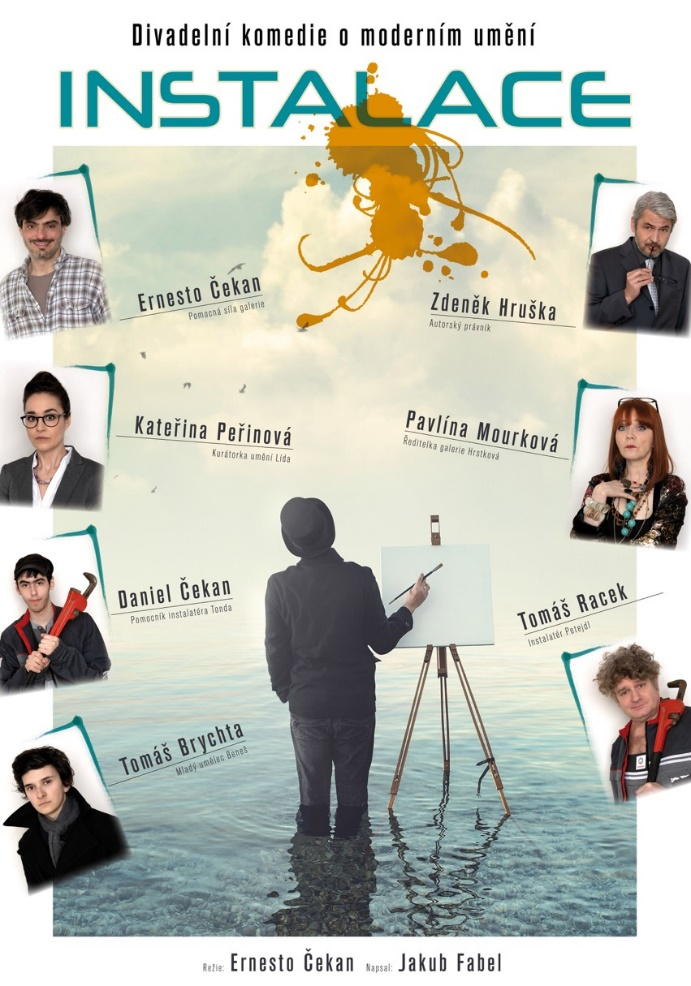 Divadelní komedie o moderním umění
INSTALACE
Ernesto Čekan
Pomocná síla galerie
Zdeněk Hruška
Autorský právník
Kateřina Peřinová
Kurátorka umění Lída
Pavlína Mourková
Ředitelka galerie Hrstková
Daniel Čekan
Pomocník instalatéra Tonda
Tomáš Racek
Instalatér Potejdl
Tomáš Brychta
Mladý umělec Beneš
Režie: Ernesto Čekan Napsal: Jakub Fabel